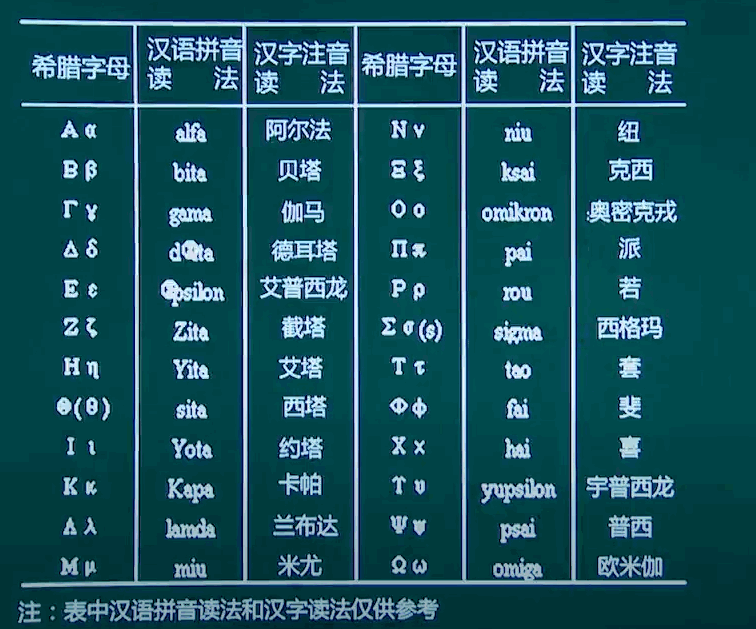 希腊字母 汉语拼音读法 汉字注音读法 希腊字母 汉语拼音读法 汉字注音读法
Α α alfa 阿尔法 Ν ν niu 纽
Β β bita 贝塔 Ξ ξ ksai 克西
Γ γ gama 伽马 Ο ο omikron 奥密克戎
Δ δ 德耳塔 Π π pai 派
Ε ε epsilon 艾普西龙 Ρ ρ rou 若
Ζ ζ Zita 截塔 Σ σ(s) sigma 西格玛
Η η Yita 艾塔 Τ τ tao 套
Θ(θ) sita 西塔 Φ φ fai 斐
Ι ι Yota 约塔 Χ χ hai 喜
Κ κ Kapa 卡帕 Υ υ yupsilon 宇普西龙
Λ λ lamda 兰布达 Ψ ψ psai 普西
Μ μ miu 米尤 Ω ω omiga 欧米伽
注：表中汉语拼音读法和汉字读法仅供参考